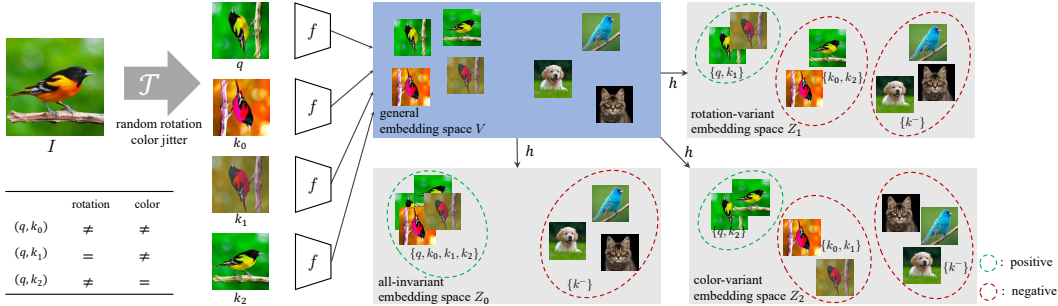 I
𝒯
random rotation
color jitter
rotation color
(q, k₀) ≠ ≠
(q, k₁) = ≠
(q, k₂) ≠ =
q
k₀
k₁
k₂
f
f
f
f
general
embedding space V
h
h
h
{q, k₁}
{k₀, k₂}
{k⁻}
rotation-variant
embedding space Z₁
{q, k₀, k₁, k₂}
{k⁻}
all-invariant
embedding space Z₀
{q, k₂}
{k₀, k₁}
{k⁻}
color-variant
embedding space Z₂
: positive
: negative